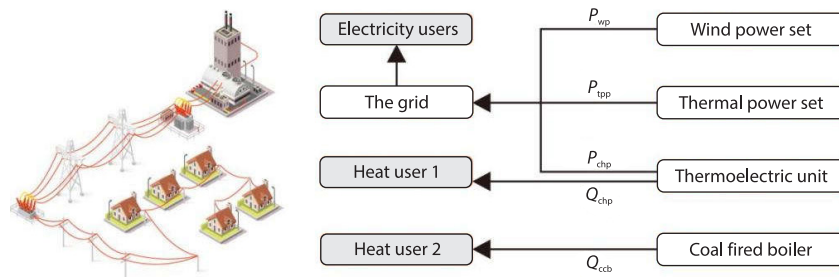 Electricity users
P_wp
Wind power set
The grid
P_tpp
Thermal power set
Heat user 1
P_chp
Thermoelectric unit
Q_chp
Heat user 2
Coal fired boiler
Q_ccb